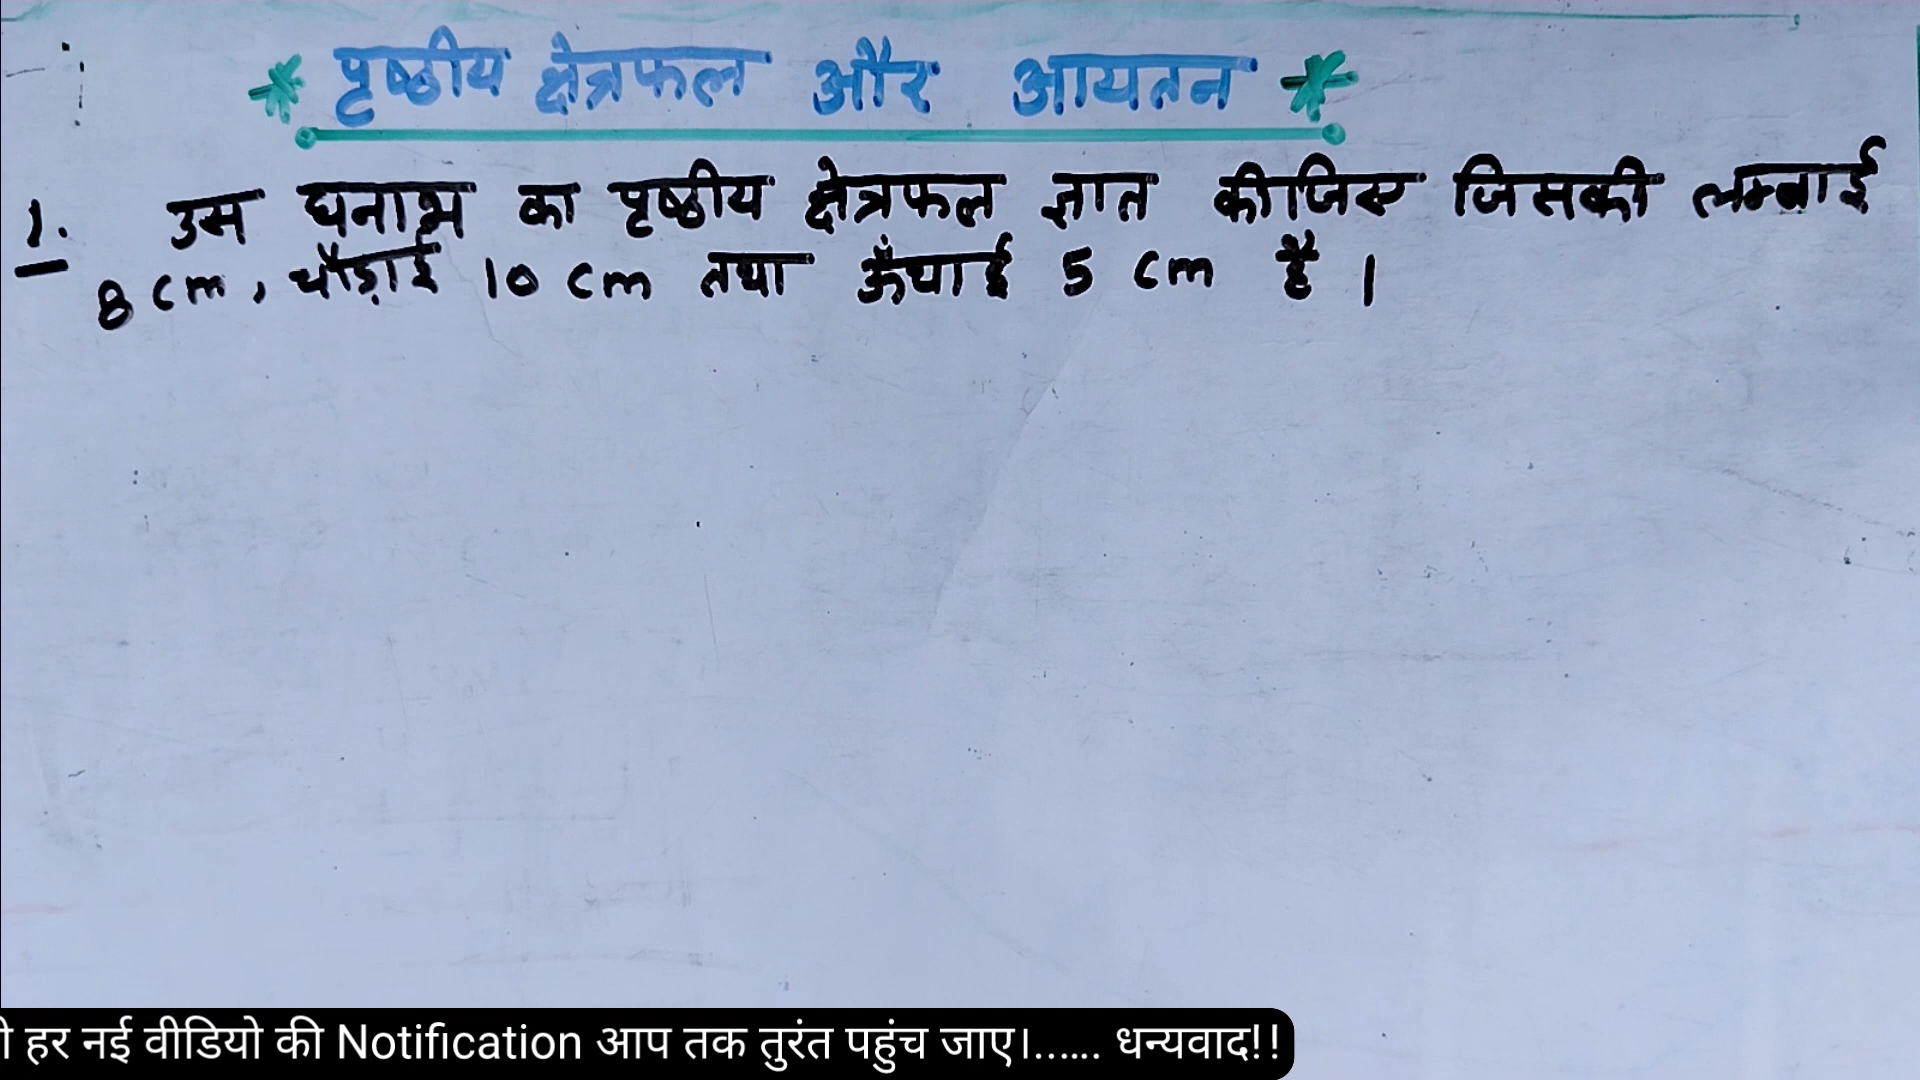 * पृष्ठीय क्षेत्रफल और आयतन *
1. उस घनाभ का पृष्ठीय क्षेत्रफल ज्ञात कीजिए जिसकी लम्बाई
8 cm, चौड़ाई 10 cm तथा ऊँचाई 5 cm है ।
हर नई वीडियो की Notification आप तक तुरंत पहुंच जाए।...... धन्यवाद!!